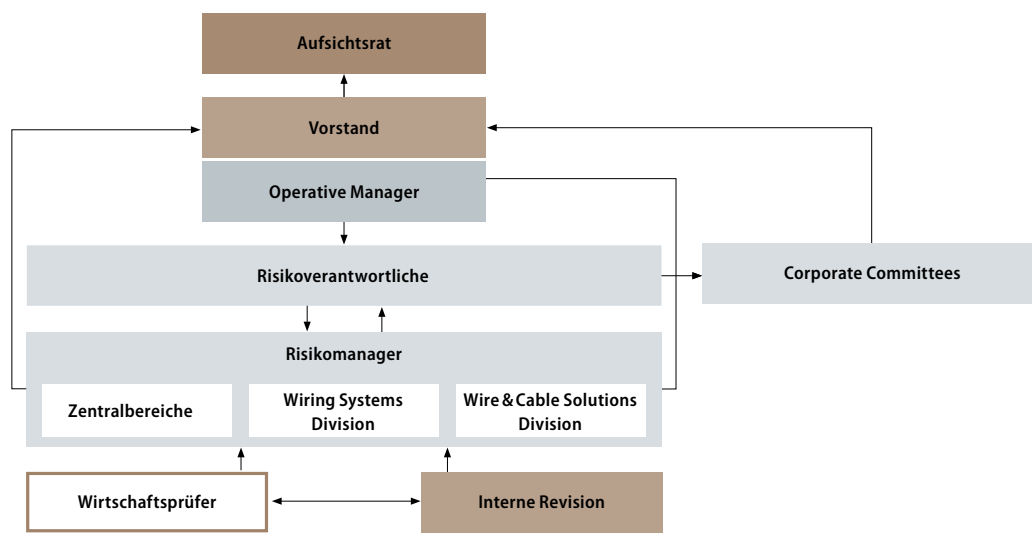 Aufsichtsrat
Vorstand
Operative Manager
Risikoverantwortliche
Corporate Committees
Risikomanager
Zentralbereiche
Wiring Systems
Division
Wire & Cable Solutions
Division
Wirtschaftsprüfer
Interne Revision